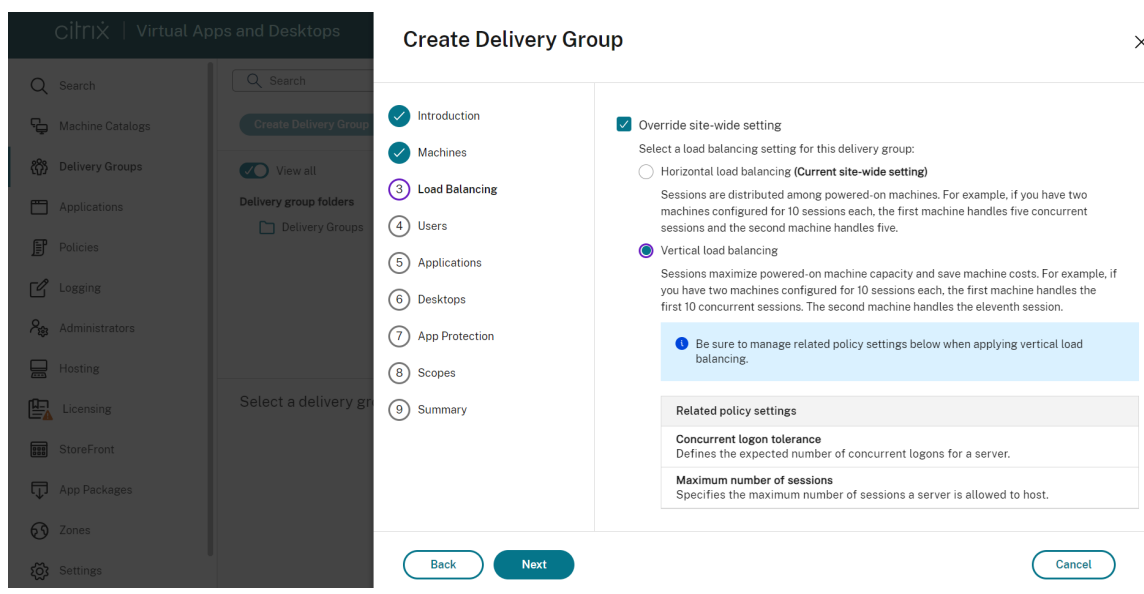 citrix | Virtual Apps and Desktops
Search
Machine Catalogs
Delivery Groups
Applications
Policies
Logging
Administrators
Hosting
Licensing
StoreFront
App Packages
Zones
Settings
Search
Create Delivery Group
View all
Delivery group folders
Delivery Groups
Select a delivery gr
Create Delivery Group
Introduction
Machines
3 Load Balancing
4 Users
5 Applications
6 Desktops
7 App Protection
8 Scopes
9 Summary
Override site-wide setting
Select a load balancing setting for this delivery group:
Horizontal load balancing (Current site-wide setting)
Sessions are distributed among powered-on machines. For example, if you have two
machines configured for 10 sessions each, the first machine handles five concurrent
sessions and the second machine handles five.
Vertical load balancing
Sessions maximize powered-on machine capacity and save machine costs. For example, if
you have two machines configured for 10 sessions each, the first machine handles the
first 10 concurrent sessions. The second machine handles the eleventh session.
Be sure to manage related policy settings below when applying vertical load
balancing.
Related policy settings
Concurrent logon tolerance
Defines the expected number of concurrent logons for a server.
Maximum number of sessions
Specifies the maximum number of sessions a server is allowed to host.
Back
Next
Cancel